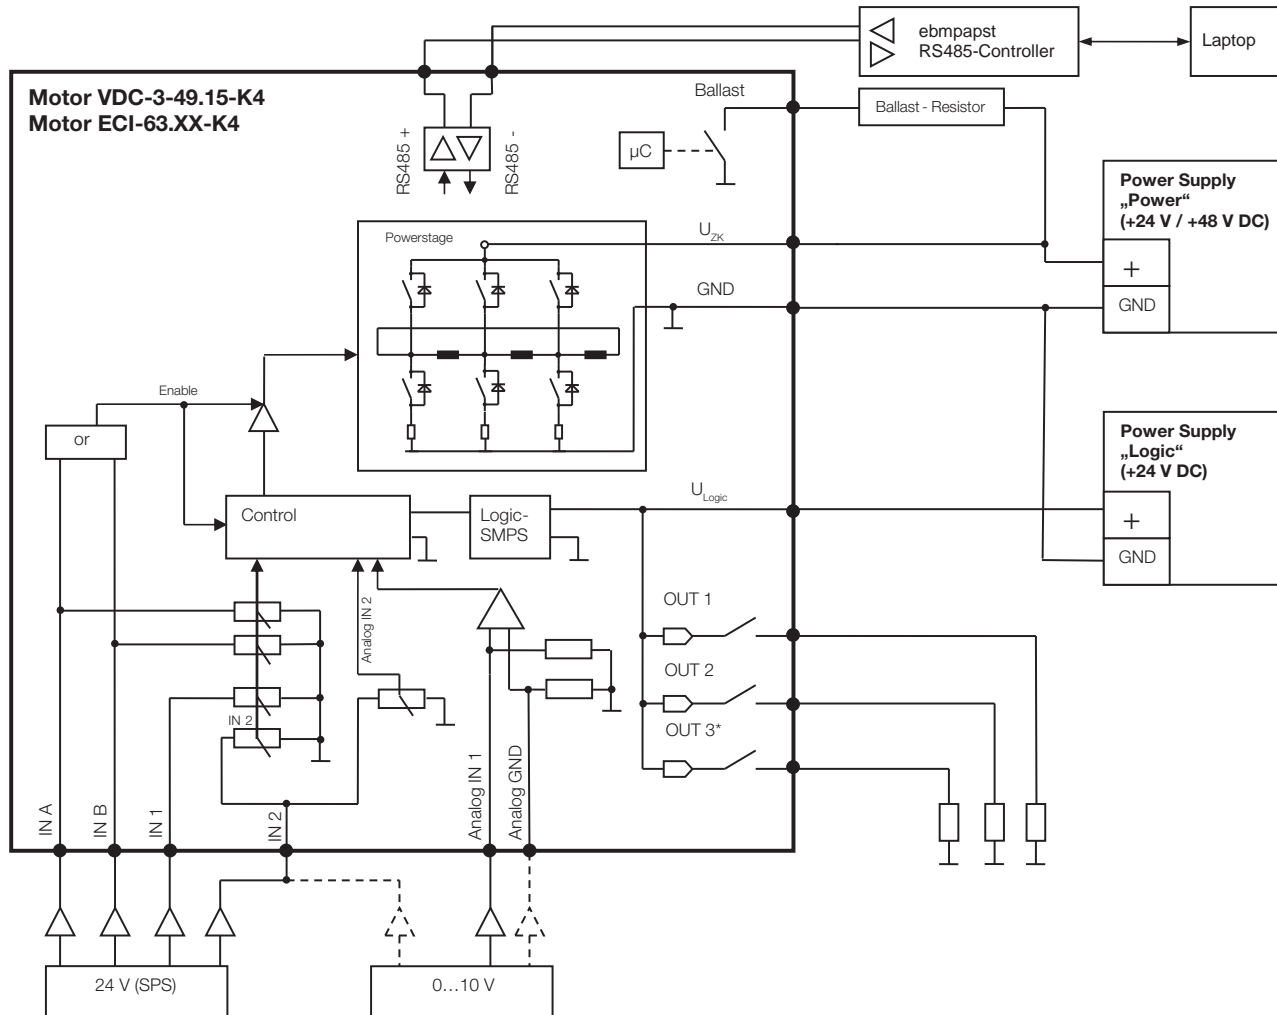 ebmpapst
RS485-Controller
Laptop
Motor VDC-3-49.15-K4
Motor ECI-63.XX-K4
Ballast
Ballast - Resistor
RS485 +
RS485 -
µC
Power Supply
„Power“
(+24 V / +48 V DC)
+
GND
Powerstage
UZK
GND
Enable
or
Power Supply
„Logic“
(+24 V DC)
+
GND
Control
Logic-
SMPS
ULogic
Analog IN 2
OUT 1
OUT 2
OUT 3*
IN 2
IN A
IN B
IN 1
IN 2
Analog IN 1
Analog GND
24 V (SPS)
0...10 V